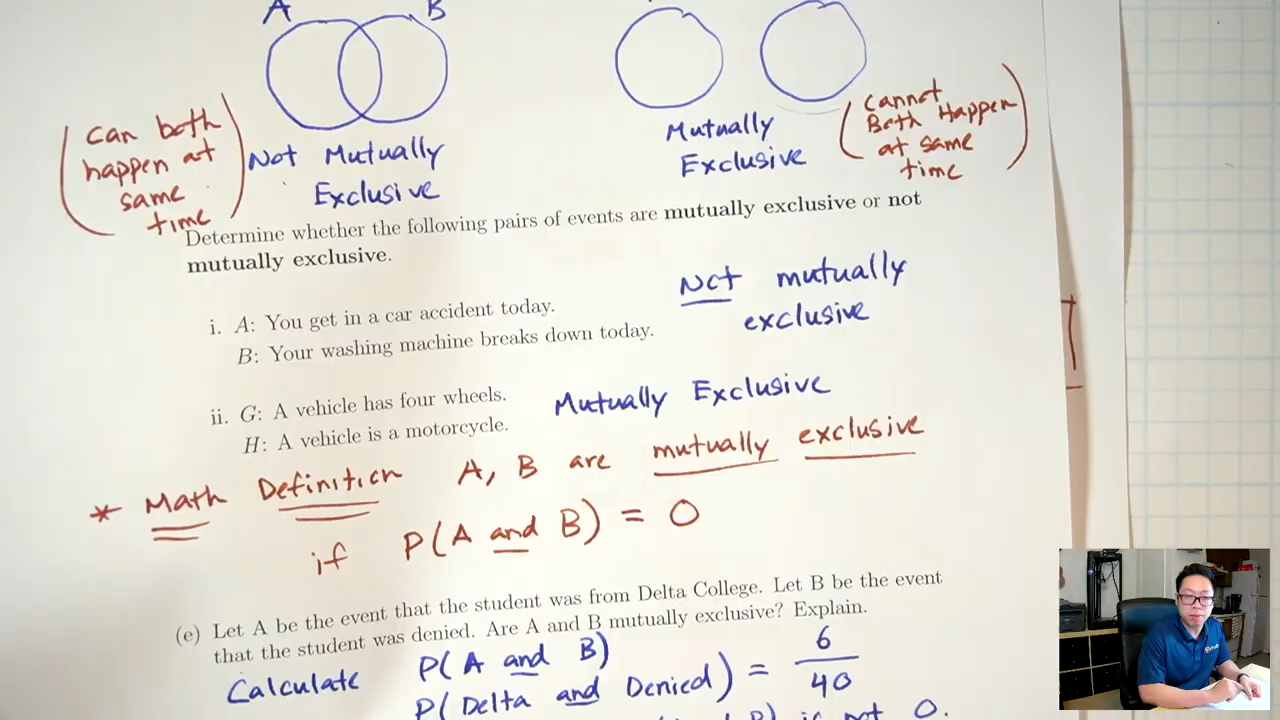 A B
(can both
happen at
same
time)
Not Mutually
Exclusive
Mutually
Exclusive
(cannot
Both Happen
at same
time)
Determine whether the following pairs of events are mutually exclusive or not
mutually exclusive.
Not mutually
exclusive
i. A: You get in a car accident today.
B: Your washing machine breaks down today.
ii. G: A vehicle has four wheels.
H: A vehicle is a motorcycle.
Mutually Exclusive
* Math Definition A, B are mutually exclusive
if P(A and B) = 0
(e) Let A be the event that the student was from Delta College. Let B be the event
that the student was denied. Are A and B mutually exclusive? Explain.
Calculate P(A and B)
P(Delta and Denied) = 6/40
B) is not 0.